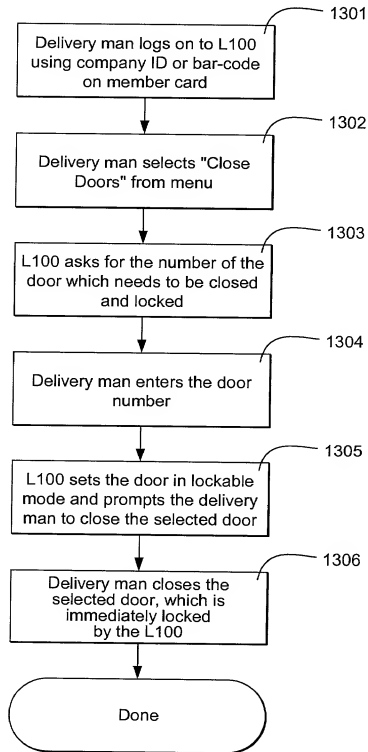 1301
Delivery man logs on to L100
using company ID or bar-code
on member card
1302
Delivery man selects "Close
Doors" from menu
1303
L100 asks for the number of the
door which needs to be closed
and locked
1304
Delivery man enters the door
number
1305
L100 sets the door in lockable
mode and prompts the delivery
man to close the selected door
1306
Delivery man closes the
selected door, which is
immediately locked
by the L100
Done